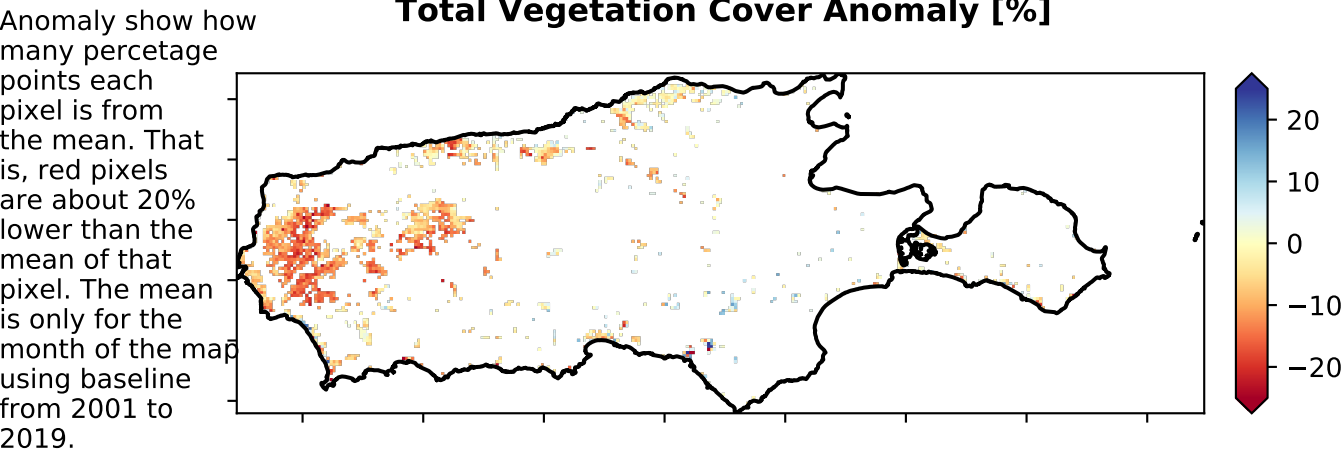 Total Vegetation Cover Anomaly [%]
Anomaly show how
many percetage
points each
pixel is from
the mean. That
is, red pixels
are about 20%
lower than the
mean of that
pixel. The mean
is only for the
month of the map
using baseline
from 2001 to
2019.
20
10
0
−10
−20